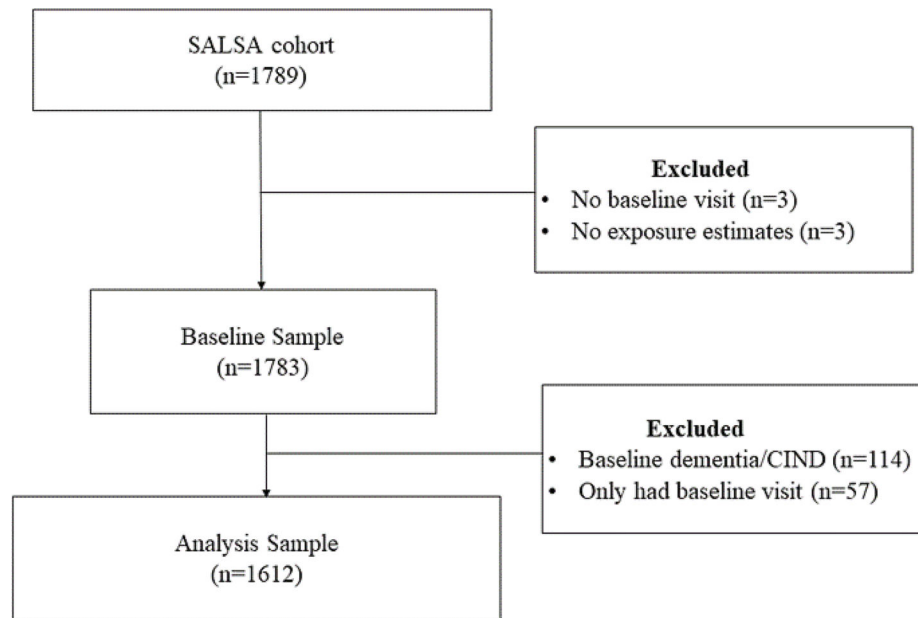 SALSA cohort
(n=1789)
Excluded
• No baseline visit (n=3)
• No exposure estimates (n=3)
Baseline Sample
(n=1783)
Excluded
• Baseline dementia/CIND (n=114)
• Only had baseline visit (n=57)
Analysis Sample
(n=1612)